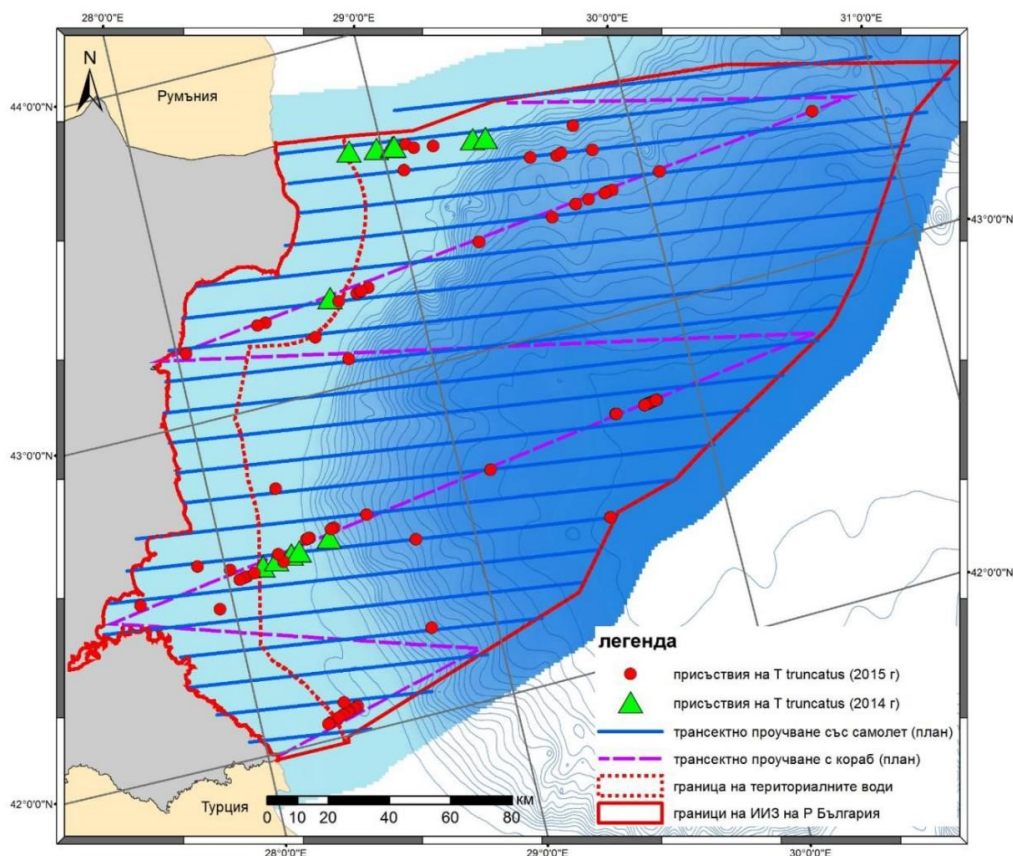 28°0'0"E
29°0'0"E
30°0'0"E
31°0'0"E
N
Румъния
44°0'0"N
43°0'0"N
43°0'0"N
42°0'0"N
легенда
присъствия на T truncatus (2015 г)
присъствия на T truncatus (2014 г)
трансектно проучване със самолет (план)
трансектно проучване с кораб (план)
граница на териториалните води
граници на ИИЗ на Р България
42°0'0"N
Турция
км
0 10 20 40 60 80
28°0'0"E
29°0'0"E
30°0'0"E